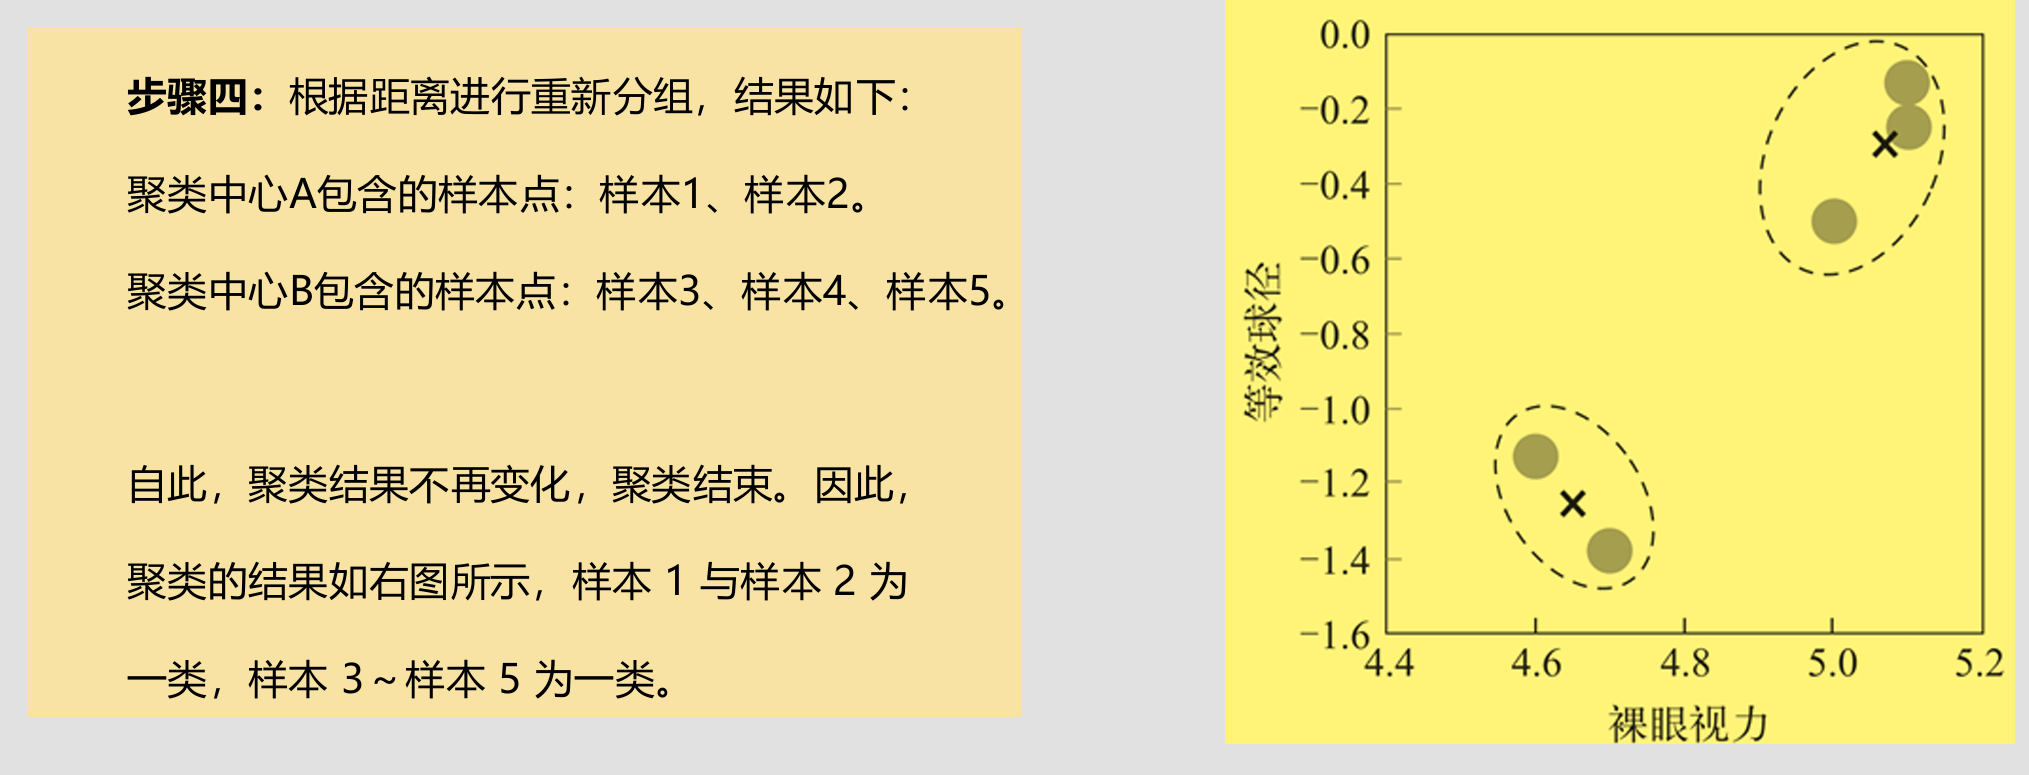 步骤四：根据距离进行重新分组，结果如下：
聚类中心A包含的样本点：样本1、样本2。
聚类中心B包含的样本点：样本3、样本4、样本5。
自此，聚类结果不再变化，聚类结束。因此，
聚类的结果如右图所示，样本 1 与样本 2 为
一类，样本 3～样本 5 为一类。
0.0
−0.2
−0.4
−0.6
−0.8
−1.0
−1.2
−1.4
−1.6
等效球径
4.4 4.6 4.8 5.0 5.2
裸眼视力